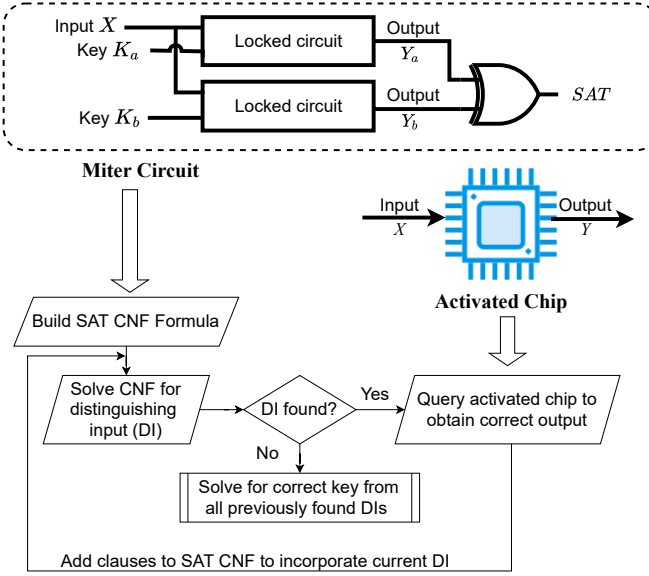 Input X
Key Kₐ
Locked circuit
Output
Yₐ
Key K_b
Locked circuit
Output
Y_b
SAT
Miter Circuit
Input
X
Output
Y
Activated Chip
Build SAT CNF Formula
Solve CNF for
distinguishing
input (DI)
DI found?
Yes
Query activated chip to
obtain correct output
No
Solve for correct key from
all previously found DIs
Add clauses to SAT CNF to incorporate current DI